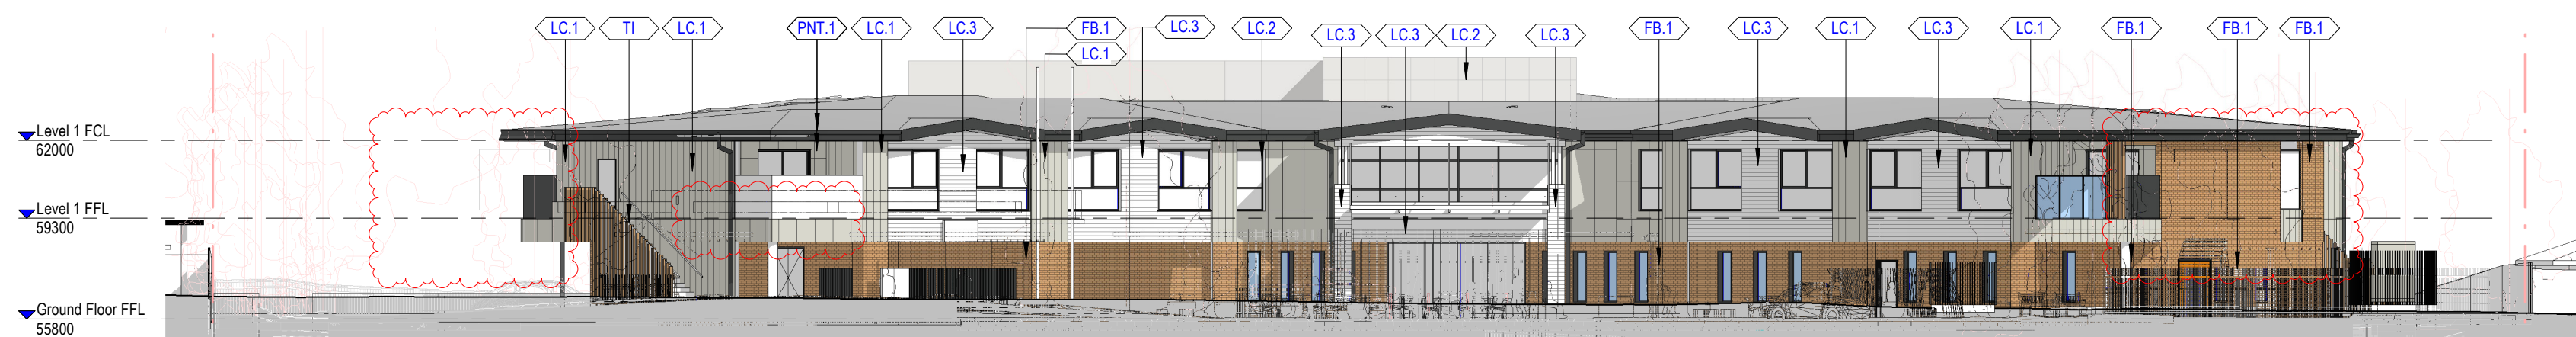 LC.1
TI
LC.1
PNT.1
LC.1
LC.3
FB.1
LC.1
LC.3
LC.2
LC.3
LC.3
LC.2
LC.3
FB.1
LC.3
LC.1
LC.3
LC.1
FB.1
FB.1
FB.1
Level 1 FCL
62000
Level 1 FFL
59300
Ground Floor FFL
55800